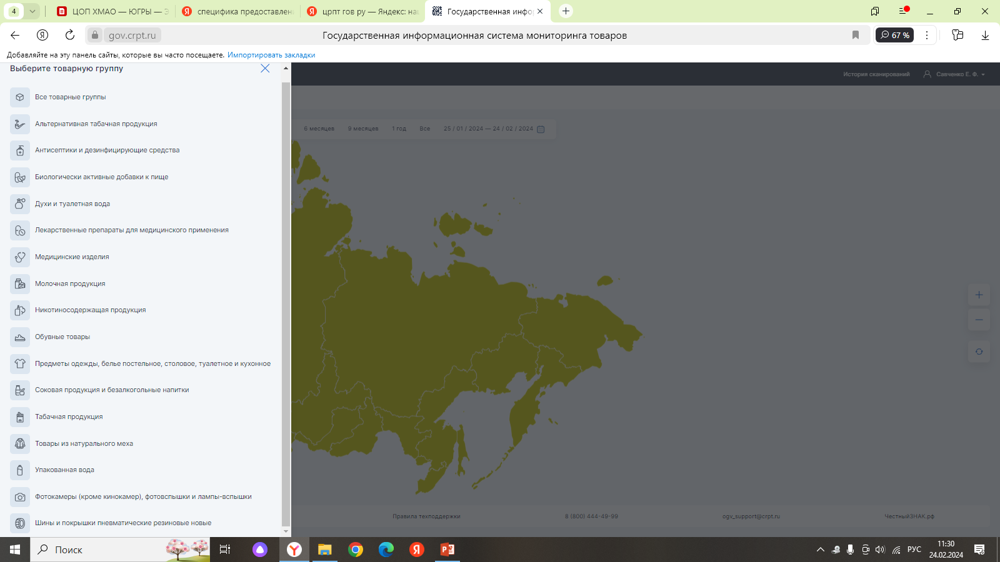 4
ЦОП ХМАО — ЮГРЫ — Э
специфика предоставлен
црпт гов ру — Яндекс: на
Государственная инфо
gov.crpt.ru
Государственная информационная система мониторинга товаров
67 %
Добавляйте на эту панель сайты, которые вы часто посещаете. Импортировать закладки
Выберите товарную группу
История сканирований
Савченко Е. Ф.
Все товарные группы
Альтернативная табачная продукция
6 месяцев
9 месяцев
1 год
Все
25 / 01 / 2024 — 24 / 02 / 2024
Антисептики и дезинфицирующие средства
Биологически активные добавки к пище
Духи и туалетная вода
Лекарственные препараты для медицинского применения
Медицинские изделия
Молочная продукция
Никотиносодержащая продукция
Обувные товары
Предметы одежды, белье постельное, столовое, туалетное и кухонное
Соковая продукция и безалкогольные напитки
Табачная продукция
Товары из натурального меха
Упакованная вода
Фотокамеры (кроме кинокамер), фотовспышки и лампы-вспышки
Шины и покрышки пневматические резиновые новые
Правила техподдержки
8 (800) 444-49-99
ogv_support@crpt.ru
ЧестныйЗНАК.рф
Поиск
РУС
11:30
24.02.2024